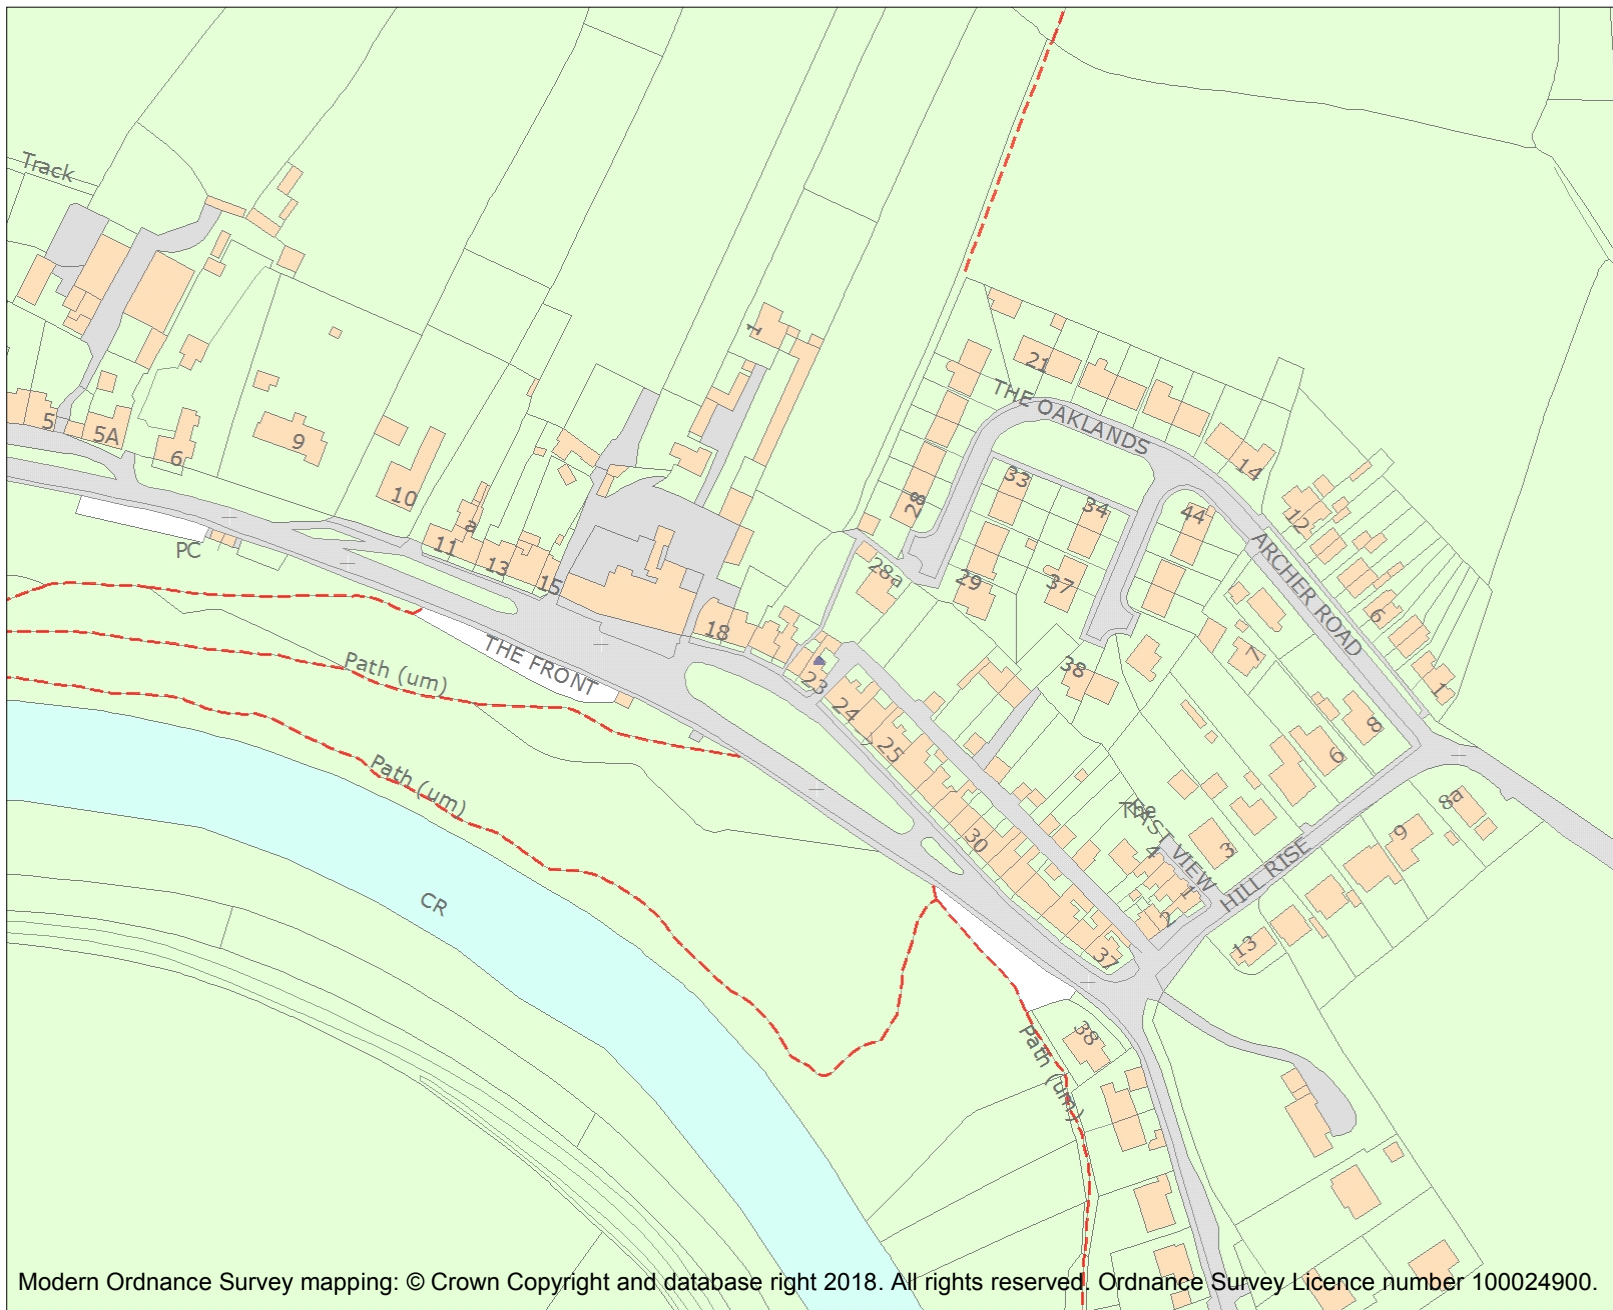 Track
1
5
5A
6
9
10
a
11
13
15
PC
18
23
24
25
30
37
THE FRONT
Path (um)
Path (um)
CR
THE OAKLANDS
21
14
28
33
34
44
28a
29
37
38
12
ARCHER ROAD
6
1
7
8
6
8a
9
3
EAST VIEW
4
1
2
HILL RISE
13
38
Path (um)
Modern Ordnance Survey mapping: © Crown Copyright and database right 2018. All rights reserved. Ordnance Survey Licence number 100024900.